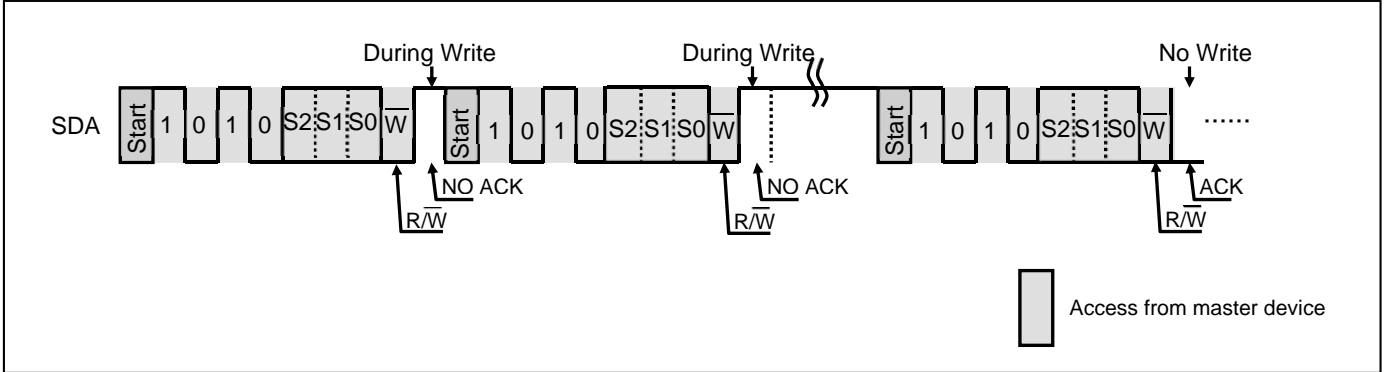 During Write During Write No Write
SDA Start 1 0 1 0 S2 S1 S0 W̅ Start 1 0 1 0 S2 S1 S0 W̅ Start 1 0 1 0 S2 S1 S0 W̅ ......
NO ACK NO ACK ACK
R/W̅ R/W̅ R/W̅
Access from master device